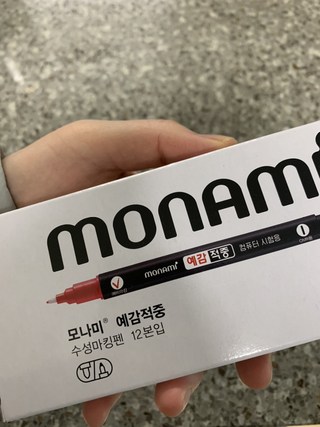 monami
monami 예감적중 컴퓨터 시험용
모나미® 예감적중
수성마킹펜 12본입